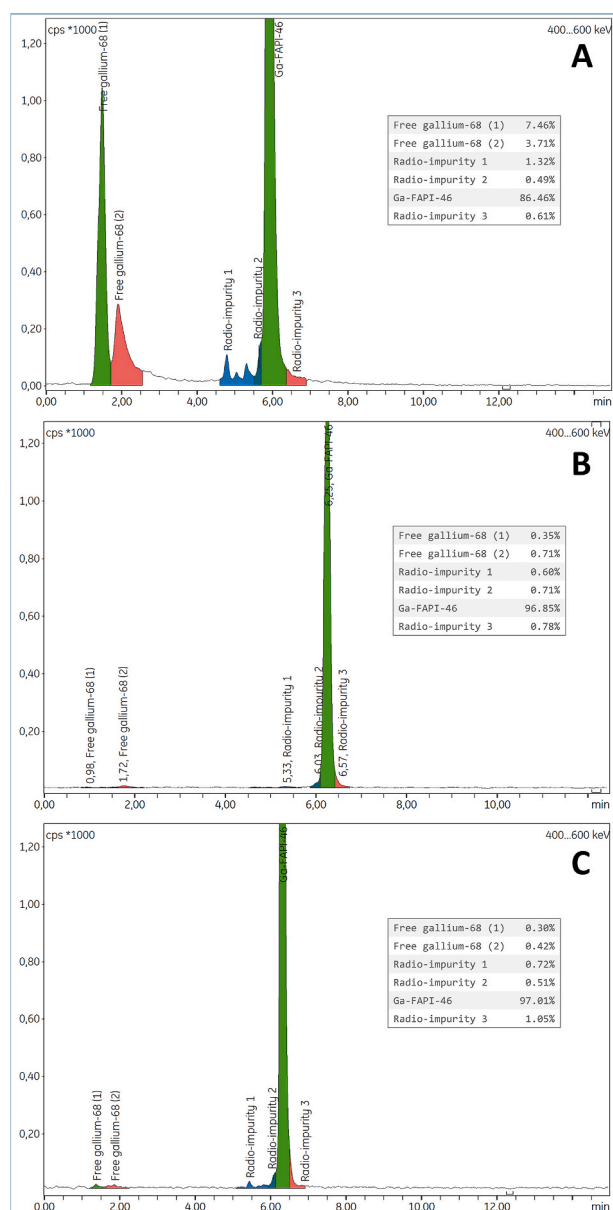 cps *1000
400...600 keV
A
1,20
1,00
0,80
0,60
0,40
0,20
0,00
Free gallium-68 (1)
Free gallium-68 (2)
Radio-impurity 1
Radio-impurity 2
Ga-FAPI-46
Radio-impurity 3
Free gallium-68 (1) 7.46%
Free gallium-68 (2) 3.71%
Radio-impurity 1 1.32%
Radio-impurity 2 0.49%
Ga-FAPI-46 86.46%
Radio-impurity 3 0.61%
0,00 2,00 4,00 6,00 8,00 10,00 12,00 min
cps *1000
400...600 keV
B
1,20
1,00
0,80
0,60
0,40
0,20
0,98, Free gallium-68 (1)
1,72, Free gallium-68 (2)
5,33, Radio-impurity 1
6,03, Radio-impurity 2
6,25, Ga-FAPI-46
6,57, Radio-impurity 3
Free gallium-68 (1) 0.35%
Free gallium-68 (2) 0.71%
Radio-impurity 1 0.60%
Radio-impurity 2 0.71%
Ga-FAPI-46 96.85%
Radio-impurity 3 0.78%
0,00 2,00 4,00 6,00 8,00 10,00 min
cps *1000
400...600 keV
C
1,20
1,00
0,80
0,60
0,40
0,20
Free gallium-68 (1)
Free gallium-68 (2)
Radio-impurity 1
Radio-impurity 2
Ga-FAPI-46
Radio-impurity 3
Free gallium-68 (1) 0.30%
Free gallium-68 (2) 0.42%
Radio-impurity 1 0.72%
Radio-impurity 2 0.51%
Ga-FAPI-46 97.01%
Radio-impurity 3 1.05%
0,00 2,00 4,00 6,00 8,00 10,00 min